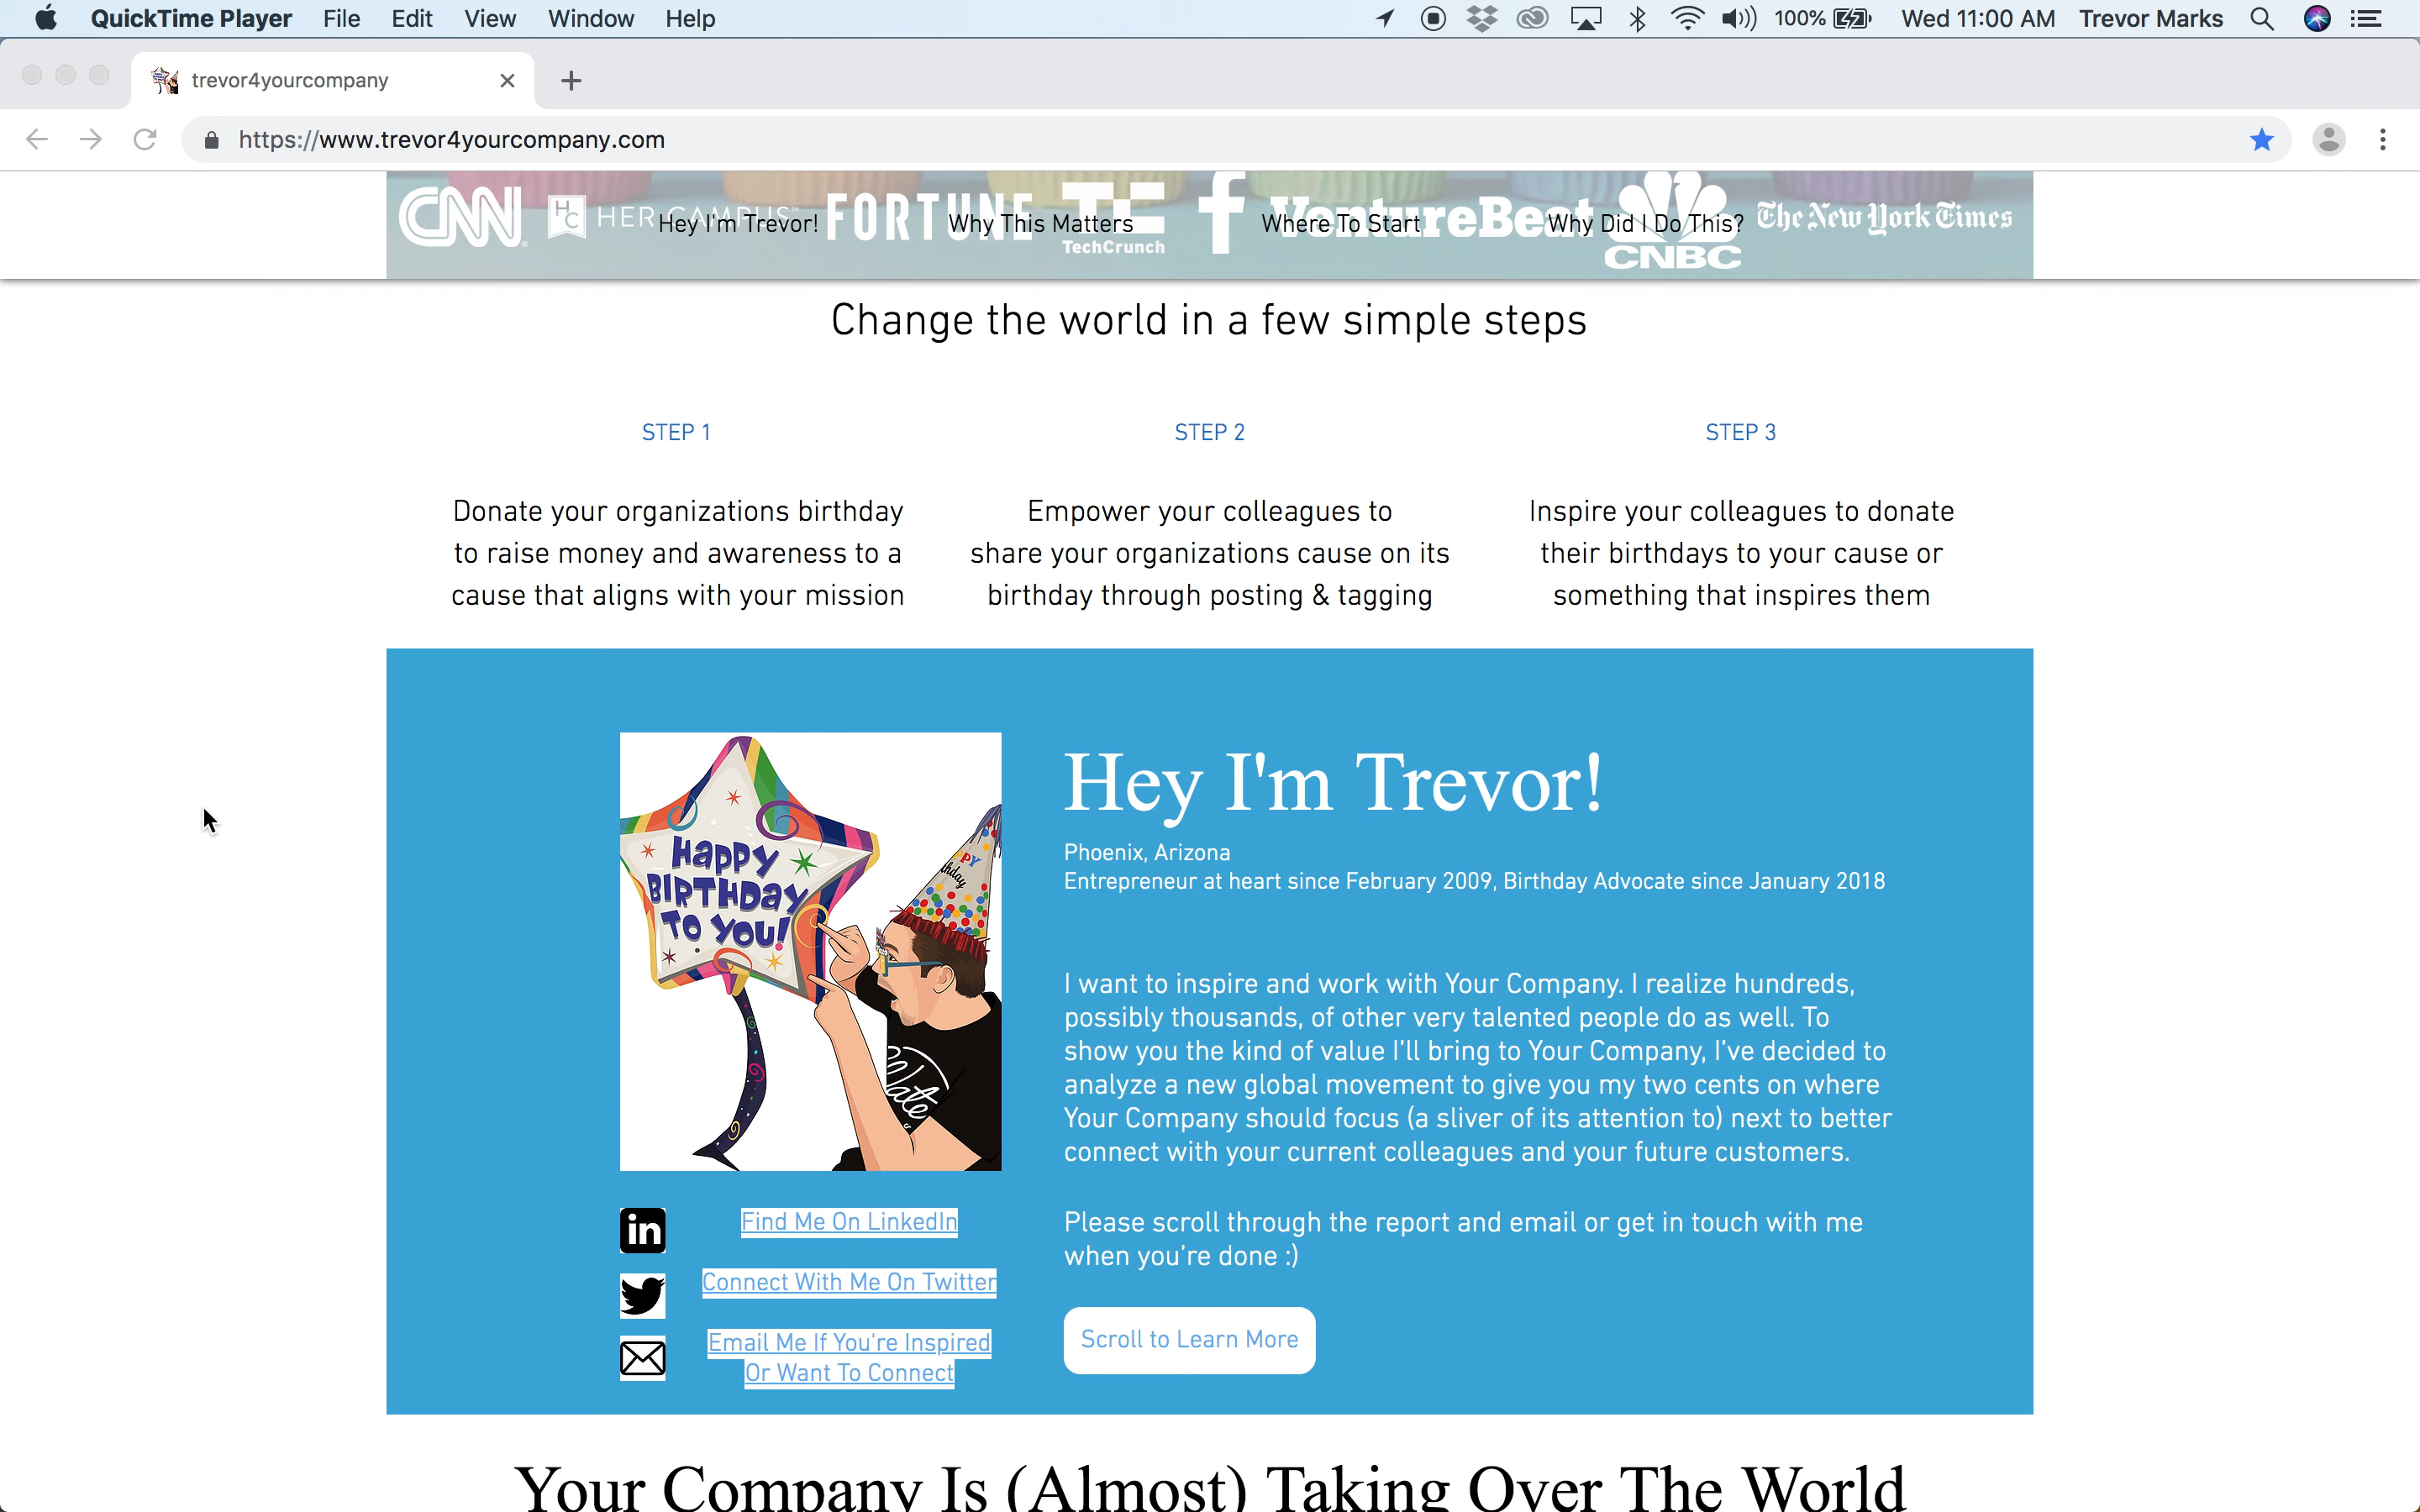 QuickTime Player File Edit View Window Help 100% Wed 11:00 AM Trevor Marks
trevor4yourcompany
https://www.trevor4yourcompany.com
CNN HC HER CAMPUS FORTUNE TC TechCrunch f VentureBeat CNBC The New York Times
Hey I'm Trevor! Why This Matters Where To Start Why Did I Do This?
Change the world in a few simple steps
STEP 1
Donate your organizations birthday
to raise money and awareness to a
cause that aligns with your mission
STEP 2
Empower your colleagues to
share your organizations cause on its
birthday through posting & tagging
STEP 3
Inspire your colleagues to donate
their birthdays to your cause or
something that inspires them
HAPPY
BIRTHDAY
TO YOU!
Hey I'm Trevor!
Phoenix, Arizona
Entrepreneur at heart since February 2009, Birthday Advocate since January 2018
I want to inspire and work with Your Company. I realize hundreds,
possibly thousands, of other very talented people do as well. To
show you the kind of value I'll bring to Your Company, I've decided to
analyze a new global movement to give you my two cents on where
Your Company should focus (a sliver of its attention to) next to better
connect with your current colleagues and your future customers.
Please scroll through the report and email or get in touch with me
when you're done :)
Scroll to Learn More
in
Find Me On LinkedIn
Connect With Me On Twitter
Email Me If You're Inspired
Or Want To Connect
Your Company Is (Almost) Taking Over The World